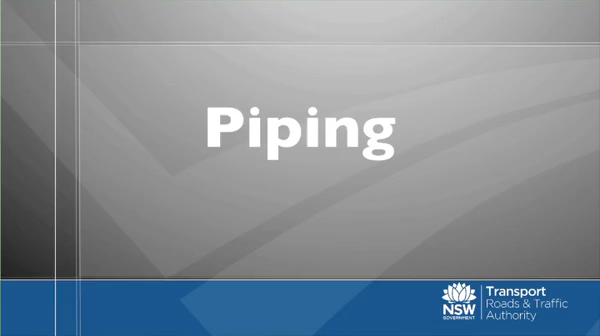 Piping
NSW
GOVERNMENT
Transport
Roads & Traffic
Authority